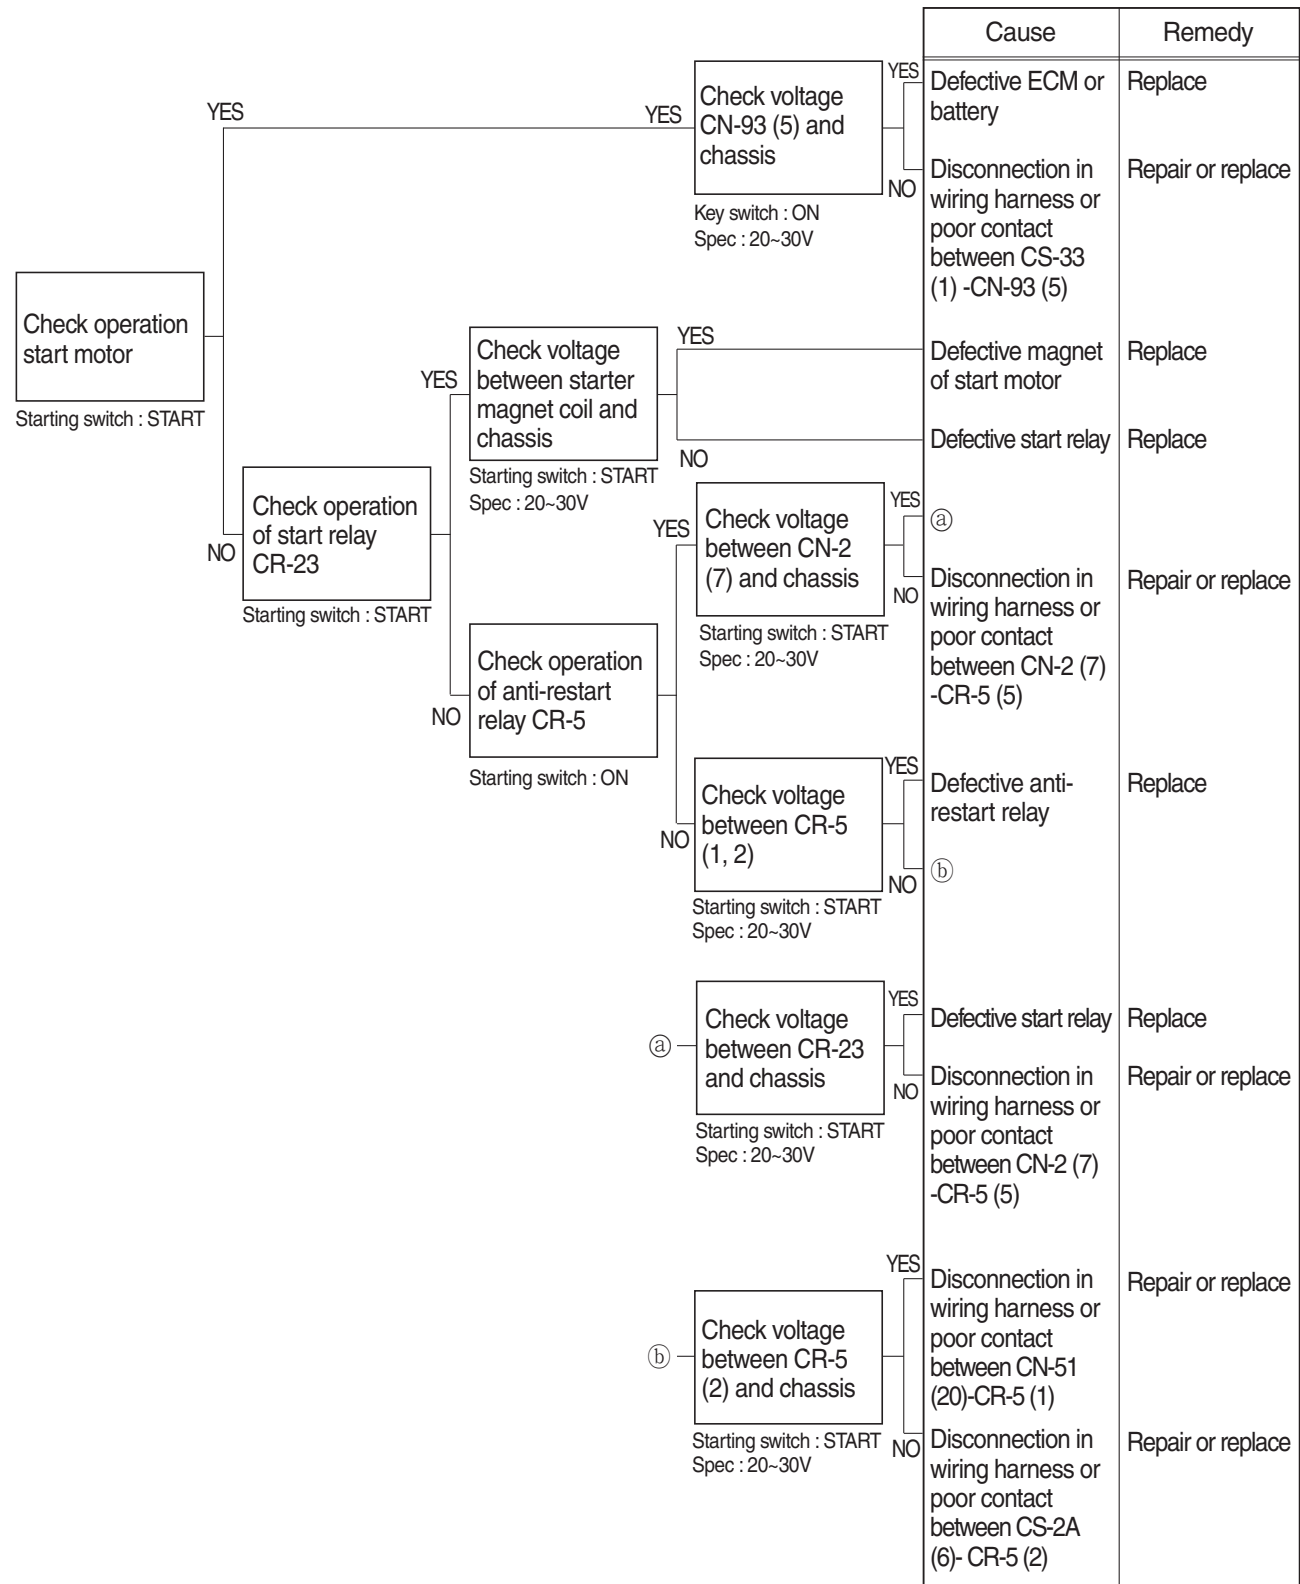 Cause
Remedy
YES
YES
Check voltage
CN-93 (5) and
chassis
Key switch : ON
Spec : 20~30V
YES
Defective ECM or
battery
Replace
NO
Disconnection in
wiring harness or
poor contact
between CS-33
(1) -CN-93 (5)
Repair or replace
Check operation
start motor
Starting switch : START
NO
Check operation
of start relay
CR-23
Starting switch : START
YES
Check voltage
between starter
magnet coil and
chassis
Starting switch : START
Spec : 20~30V
YES
Defective magnet
of start motor
Replace
NO
Defective start relay
Replace
NO
Check operation
of anti-restart
relay CR-5
Starting switch : ON
YES
Check voltage
between CN-2
(7) and chassis
Starting switch : START
Spec : 20~30V
YES
ⓐ
NO
Disconnection in
wiring harness or
poor contact
between CN-2 (7)
-CR-5 (5)
Repair or replace
NO
Check voltage
between CR-5
(1, 2)
Starting switch : START
Spec : 20~30V
YES
Defective anti-
restart relay
Replace
NO
ⓑ
ⓐ
Check voltage
between CR-23
and chassis
Starting switch : START
Spec : 20~30V
YES
Defective start relay
Replace
NO
Disconnection in
wiring harness or
poor contact
between CN-2 (7)
-CR-5 (5)
Repair or replace
ⓑ
Check voltage
between CR-5
(2) and chassis
Starting switch : START
Spec : 20~30V
YES
Disconnection in
wiring harness or
poor contact
between CN-51
(20)-CR-5 (1)
Repair or replace
NO
Disconnection in
wiring harness or
poor contact
between CS-2A
(6)- CR-5 (2)
Repair or replace